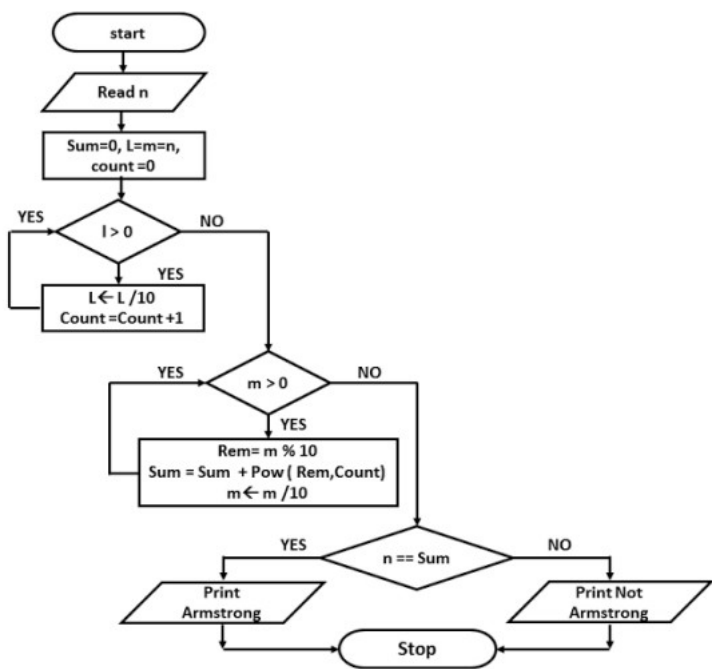 start
Read n
Sum=0, L=m=n,
count =0
YES
NO
l > 0
YES
L ← L /10
Count =Count +1
YES
NO
m > 0
YES
Rem= m % 10
Sum = Sum + Pow ( Rem,Count)
m ← m /10
YES
NO
n == Sum
Print
Armstrong
Print Not
Armstrong
Stop